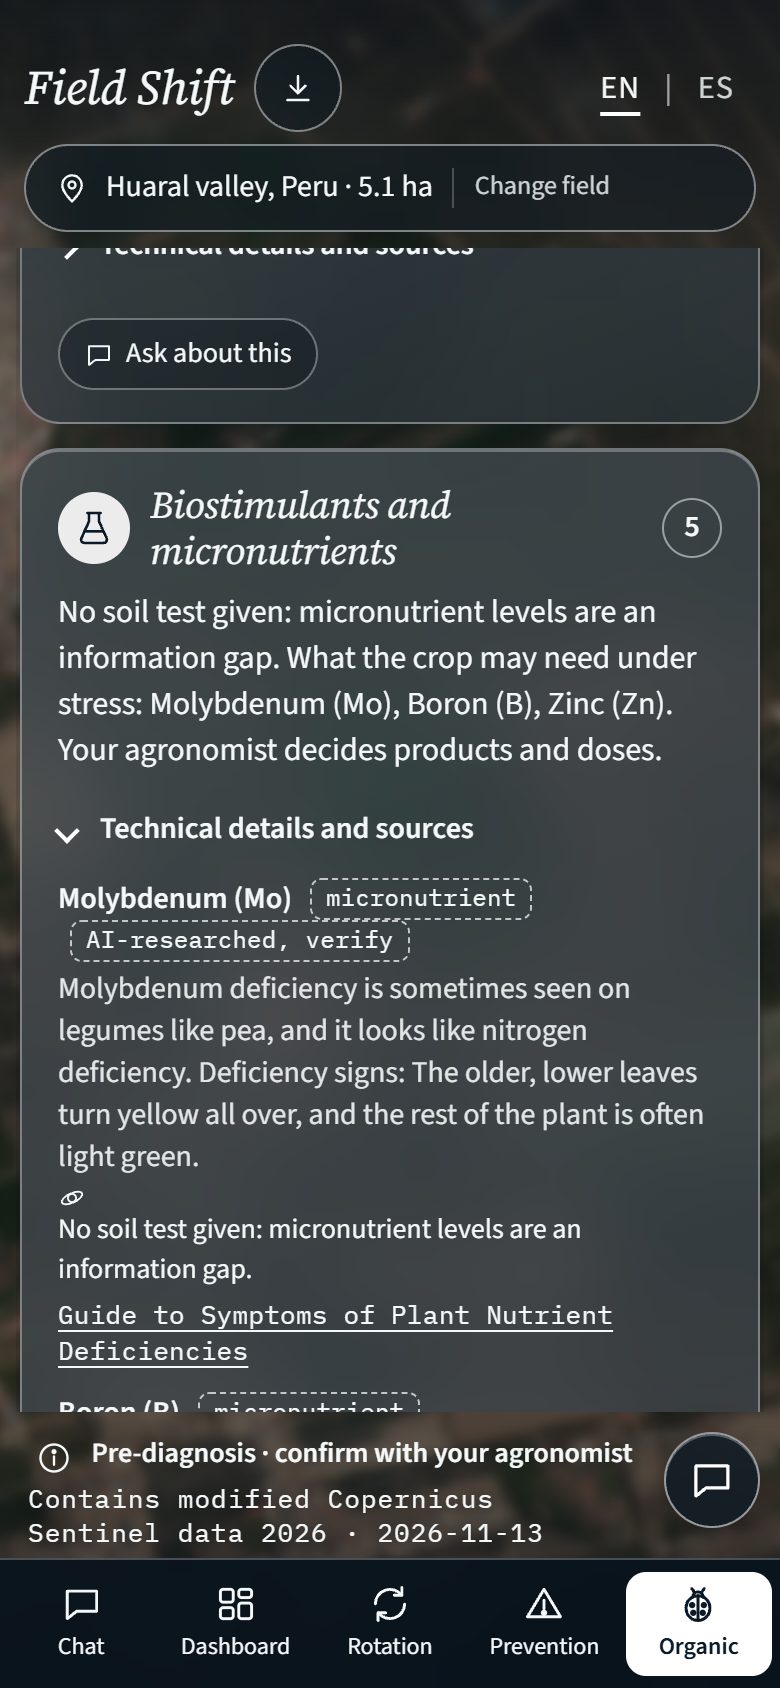 Field Shift
EN | ES
Huaral valley, Peru · 5.1 ha | Change field
Technical details and sources
Ask about this
Biostimulants and
micronutrients
5
No soil test given: micronutrient levels are an
information gap. What the crop may need under
stress: Molybdenum (Mo), Boron (B), Zinc (Zn).
Your agronomist decides products and doses.
Technical details and sources
Molybdenum (Mo) micronutrient
AI-researched, verify
Molybdenum deficiency is sometimes seen on
legumes like pea, and it looks like nitrogen
deficiency. Deficiency signs: The older, lower leaves
turn yellow all over, and the rest of the plant is often
light green.
No soil test given: micronutrient levels are an
information gap.
Guide to Symptoms of Plant Nutrient
Deficiencies
Boron (B) micronutrient
Pre-diagnosis · confirm with your agronomist
Contains modified Copernicus
Sentinel data 2026 · 2026-11-13
Chat
Dashboard
Rotation
Prevention
Organic